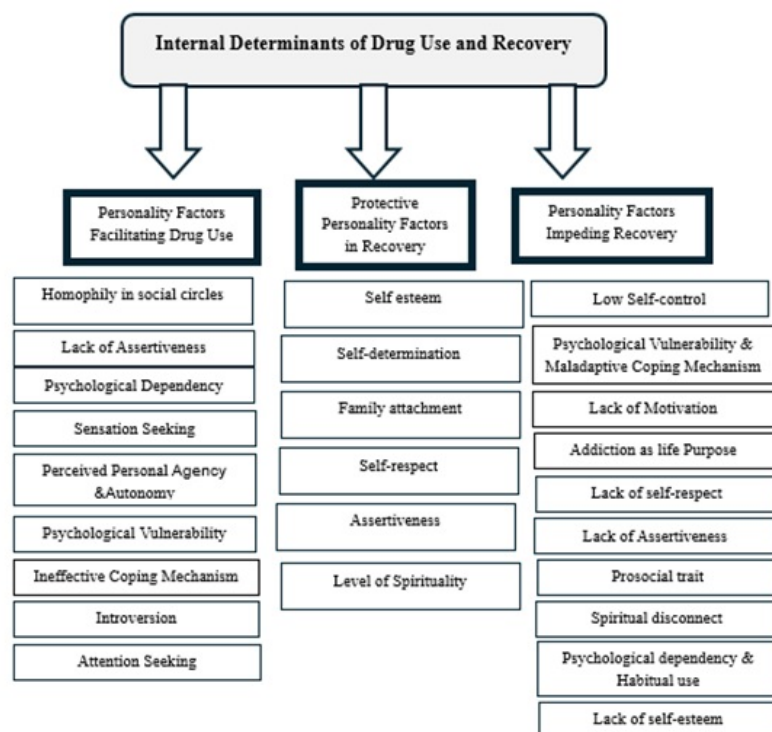 Internal Determinants of Drug Use and Recovery
Personality Factors
Facilitating Drug Use
Homophily in social circles
Lack of Assertiveness
Psychological Dependency
Sensation Seeking
Perceived Personal Agency
&Autonomy
Psychological Vulnerability
Ineffective Coping Mechanism
Introversion
Attention Seeking
Protective
Personality Factors
in Recovery
Self esteem
Self-determination
Family attachment
Self-respect
Assertiveness
Level of Spirituality
Personality Factors
Impeding Recovery
Low Self-control
Psychological Vulnerability &
Maladaptive Coping Mechanism
Lack of Motivation
Addiction as life Purpose
Lack of self-respect
Lack of Assertiveness
Prosocial trait
Spiritual disconnect
Psychological dependency &
Habitual use
Lack of self-esteem